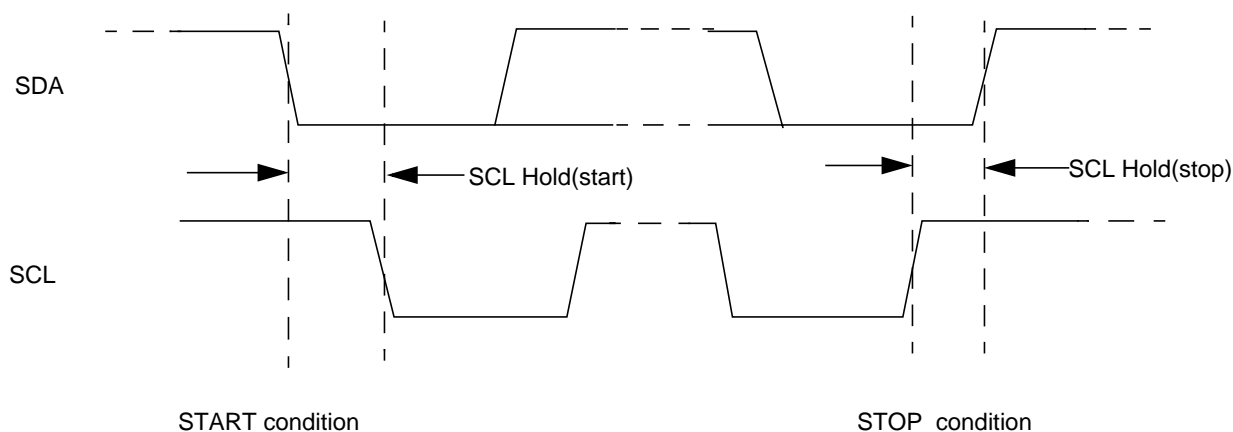 SDA
SCL Hold(start)
SCL Hold(stop)
SCL
START condition
STOP condition